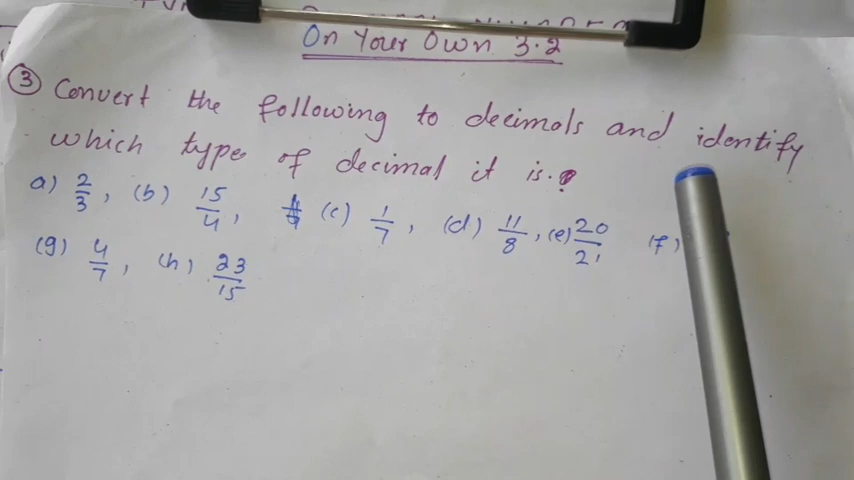 On Your Own 3.2
③ Convert the following to decimals and identify
which type of decimal it is.?
a) 2/3, (b) 15/4, (c) 1/7, (d) 11/8, (e) 20/21 (f)
(g) 4/7, (h) 23/15